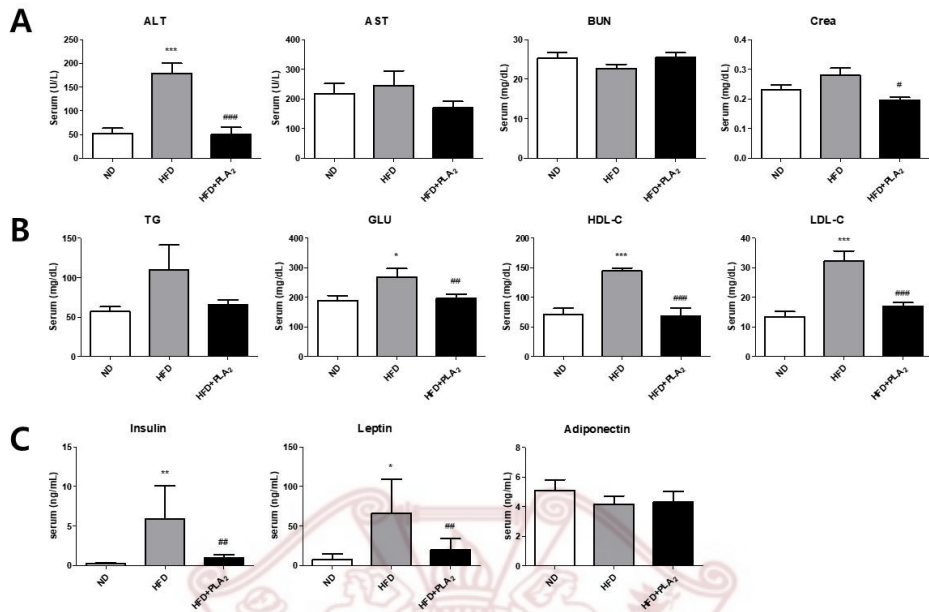 A
ALT
Serum (U/L)
250
200
150
100
50
0
***
###
ND
HFD
HFD+PLA₂
AST
Serum (U/L)
400
300
200
100
0
ND
HFD
HFD+PLA₂
BUN
Serum (mg/dL)
30
20
10
0
ND
HFD
HFD+PLA₂
Crea
Serum (mg/dL)
0.4
0.3
0.2
0.1
0.0
#
ND
HFD
HFD+PLA₂
B
TG
Serum (mg/dL)
150
100
50
0
ND
HFD
HFD+PLA₂
GLU
Serum (mg/dL)
400
300
200
100
0
*
##
ND
HFD
HFD+PLA₂
HDL-C
Serum (mg/dL)
200
150
100
50
0
***
###
ND
HFD
HFD+PLA₂
LDL-C
Serum (mg/dL)
40
30
20
10
0
***
###
ND
HFD
HFD+PLA₂
C
Insulin
serum (ng/mL)
15
10
5
0
**
##
ND
HFD
HFD+PLA₂
Leptin
serum (ng/mL)
150
100
50
0
*
##
ND
HFD
HFD+PLA₂
Adiponectin
serum (ng/mL)
8
6
4
2
0
ND
HFD
HFD+PLA₂